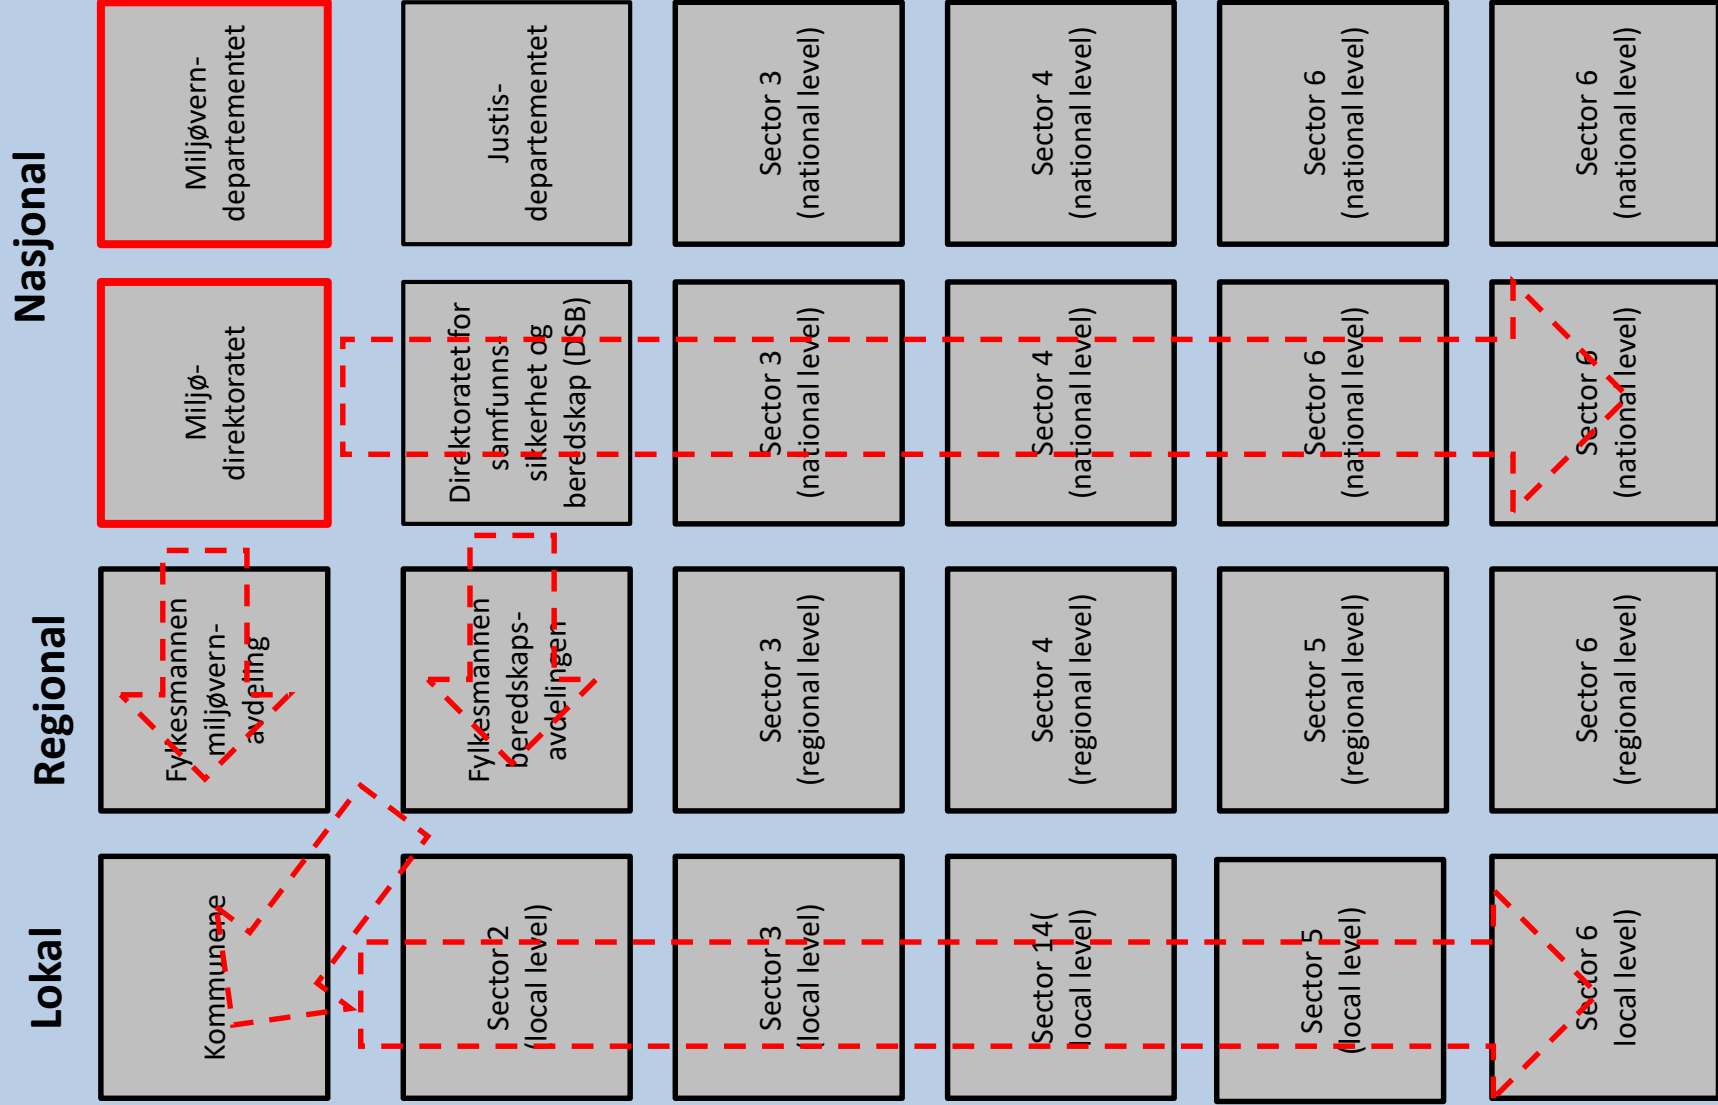 Lokal
Regional
Nasjonal
Kommunene
Fylkesmannen
miljøvern-
avdeling
Miljø-
direktoratet
Miljøvern-
departementet
Sector 2
(local level)
Fylkesmannen
beredskaps-
avdelingen
Direktoratet for
samfunns-
sikkerhet og
beredskap (DSB)
Justis-
departementet
Sector 3
(local level)
Sector 3
(regional level)
Sector 3
(national level)
Sector 3
(national level)
Sector 14(
local level)
Sector 4
(regional level)
Sector 4
(national level)
Sector 4
(national level)
Sector 5
(local level)
Sector 5
(regional level)
Sector 6
(national level)
Sector 6
(national level)
Sector 6
local level)
Sector 6
(regional level)
Sector 6
(national level)
Sector 6
(national level)